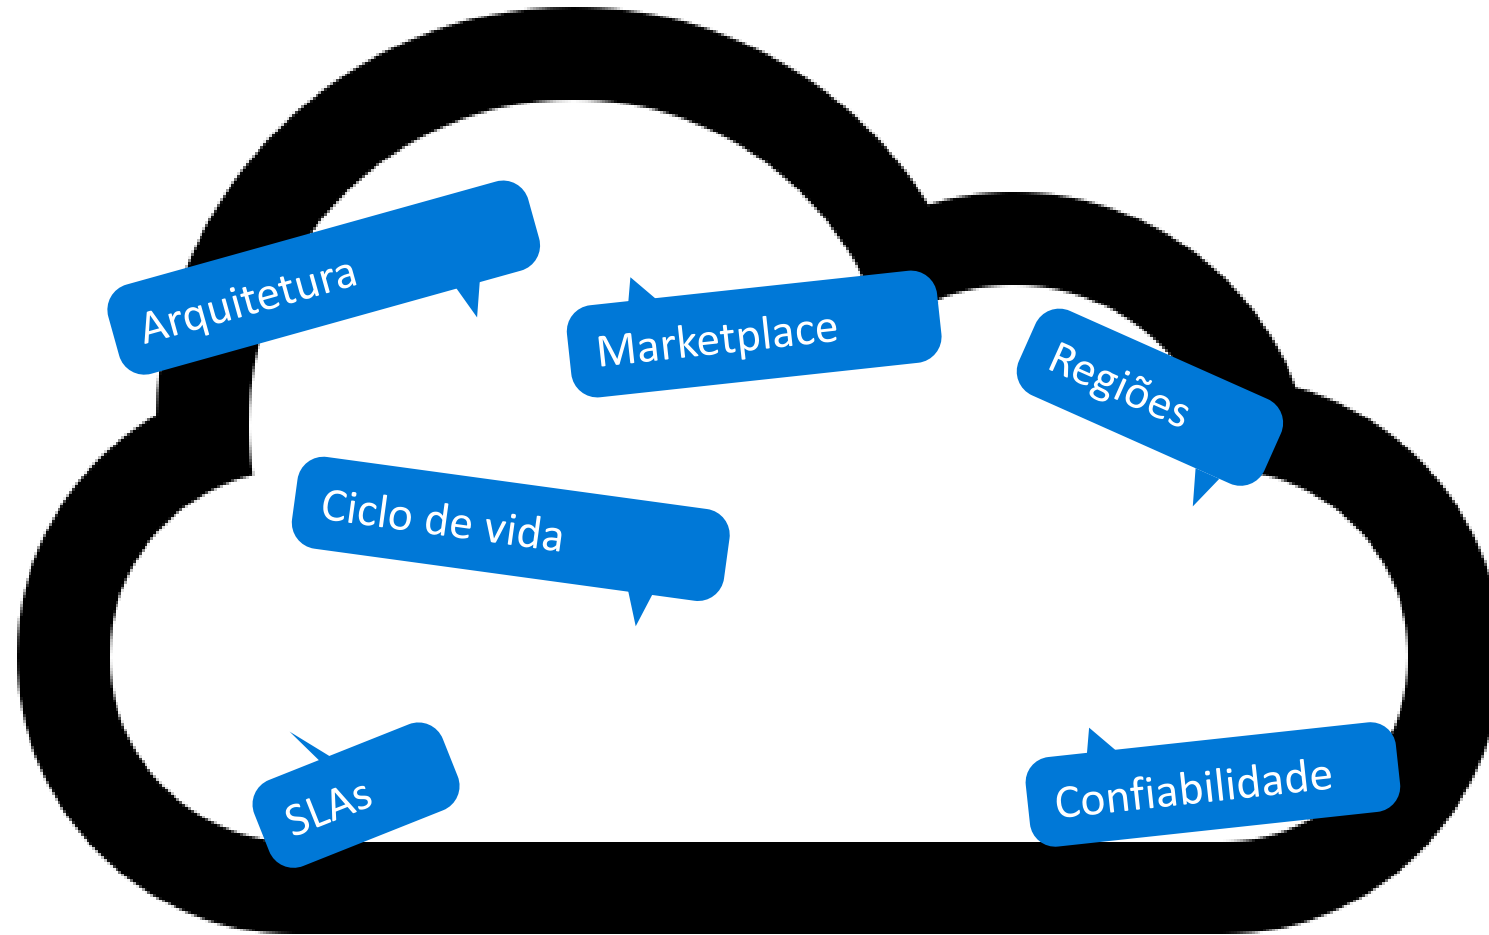 Arquitetura
Marketplace
Regiões
Ciclo de vida
SLAs
Confiabilidade